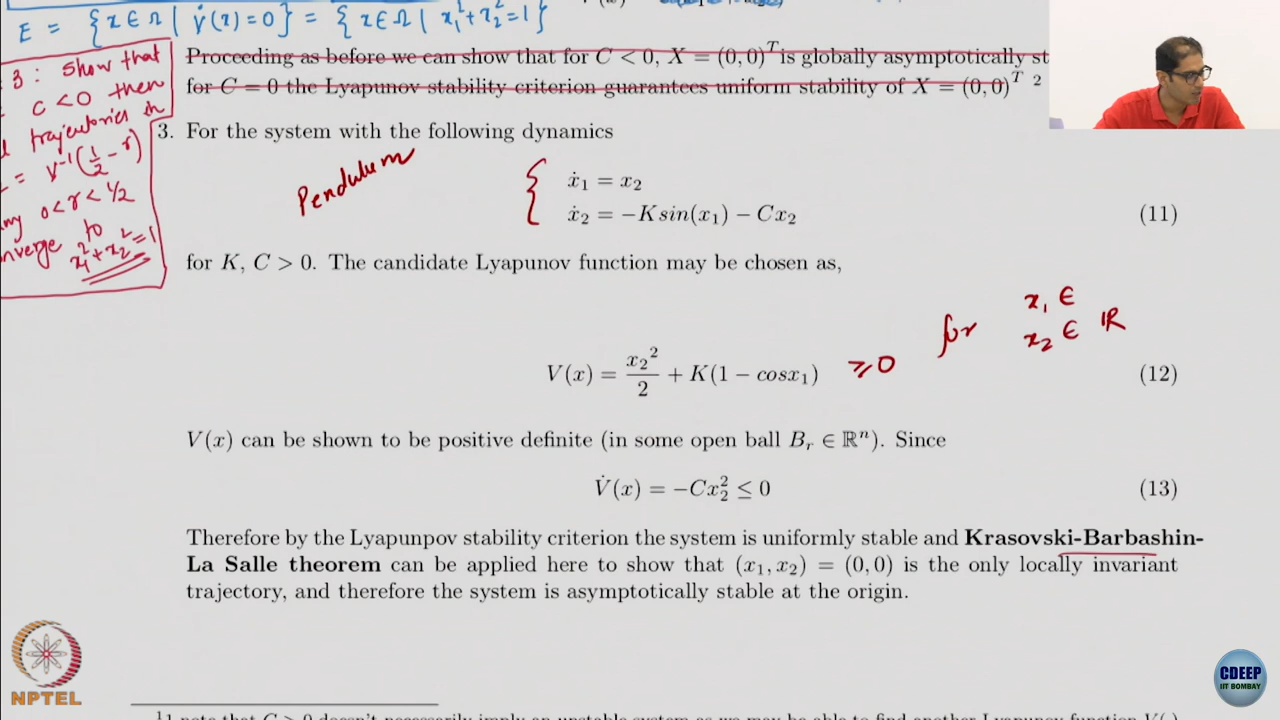 E = { x ∈ Ω | V̇(x) = 0 } = { x ∈ Ω | x₁² + x₂² = 1 }
Proceeding as before we can show that for C < 0, X = (0, 0)ᵀ is globally asymptotically st
for C = 0 the Lyapunov stability criterion guarantees uniform stability of X = (0, 0)ᵀ ²
3 : Show that
C < 0 then
trajectories in
= V⁻¹(½ − r)
0 < r < 1/2
to
x₁² + x₂² = 1
3. For the system with the following dynamics
Pendulum
ẋ₁ = x₂
ẋ₂ = −Ksin(x₁) − Cx₂ (11)
for K, C > 0. The candidate Lyapunov function may be chosen as,
for x₁ ∈
x₂ ∈ ℝ
V(x) = x₂²/2 + K(1 − cosx₁) ≥ 0 (12)
V(x) can be shown to be positive definite (in some open ball Bᵣ ∈ ℝⁿ). Since
V̇(x) = −Cx₂² ≤ 0 (13)
Therefore by the Lyapunpov stability criterion the system is uniformly stable and Krasovski-Barbashin-
La Salle theorem can be applied here to show that (x₁, x₂) = (0, 0) is the only locally invariant
trajectory, and therefore the system is asymptotically stable at the origin.
NPTEL
CDEEP
IIT BOMBAY